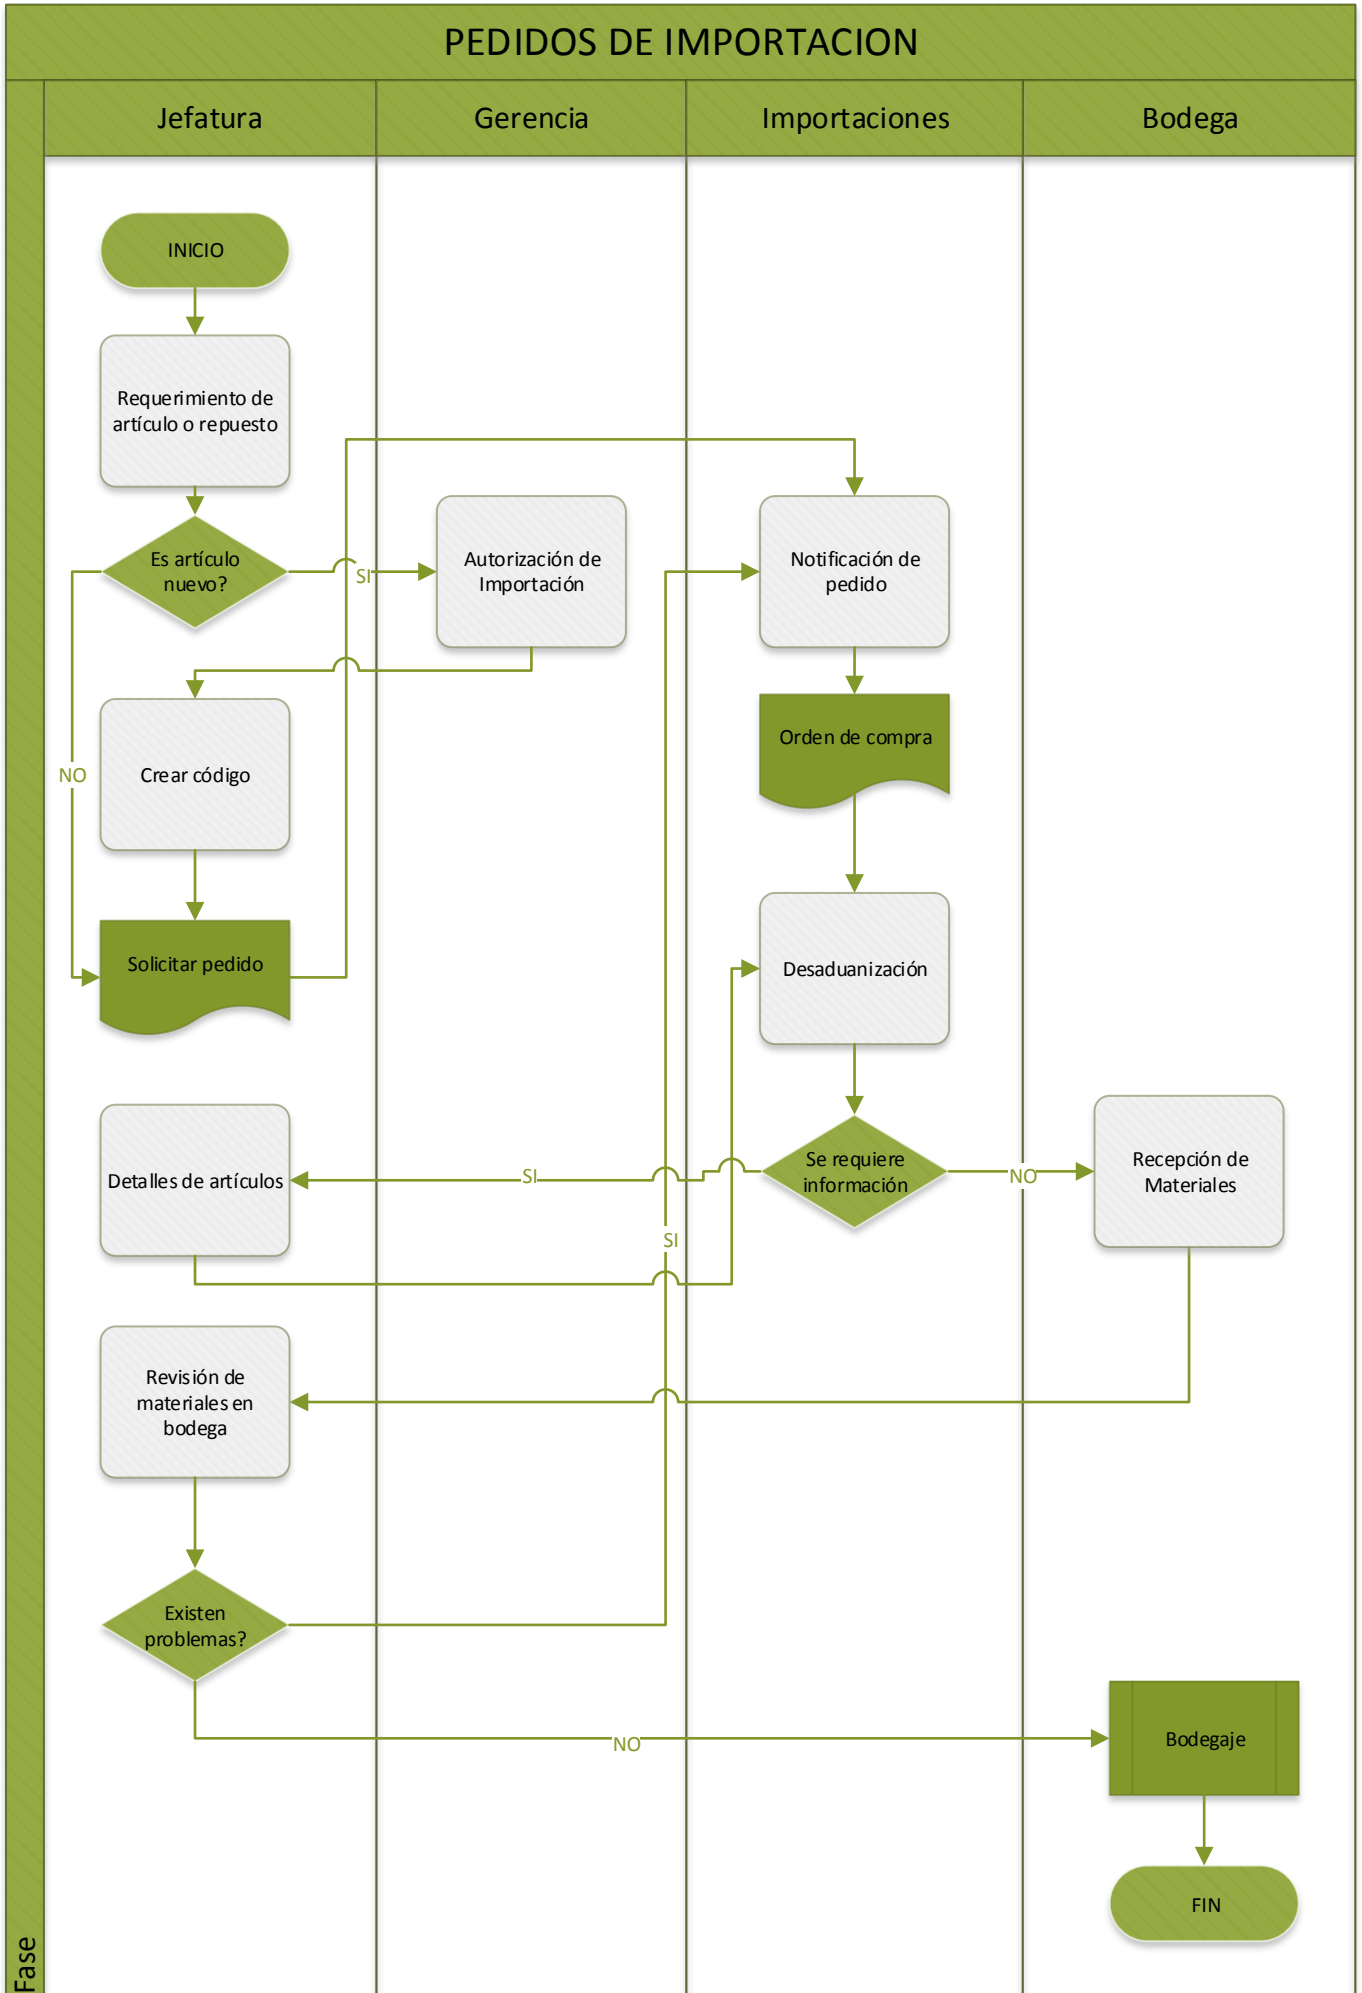 PEDIDOS DE IMPORTACION
Jefatura
Gerencia
Importaciones
Bodega
Fase
INICIO
Requerimiento de
artículo o repuesto
Es artículo
nuevo?
SI
Autorización de
Importación
Notificación de
pedido
Orden de compra
NO
Crear código
Solicitar pedido
Desaduanización
Se requiere
información
SI
NO
Detalles de artículos
Recepción de
Materiales
SI
Revisión de
materiales en
bodega
Existen
problemas?
NO
Bodegaje
FIN